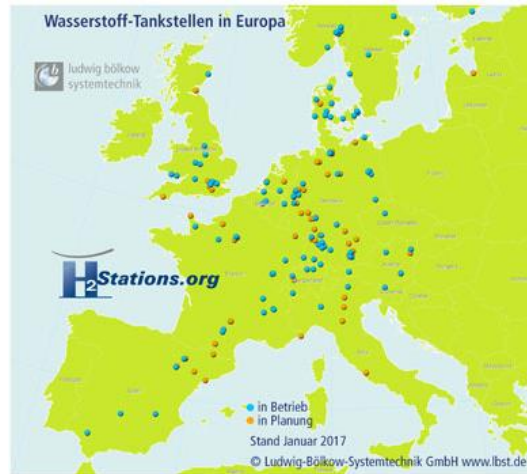 Wasserstoff-Tankstellen in Europa
ludwig bölkow
systemtechnik
H2Stations.org
in Betrieb
in Planung
Stand Januar 2017
© Ludwig-Bölkow-Systemtechnik GmbH www.lbst.de